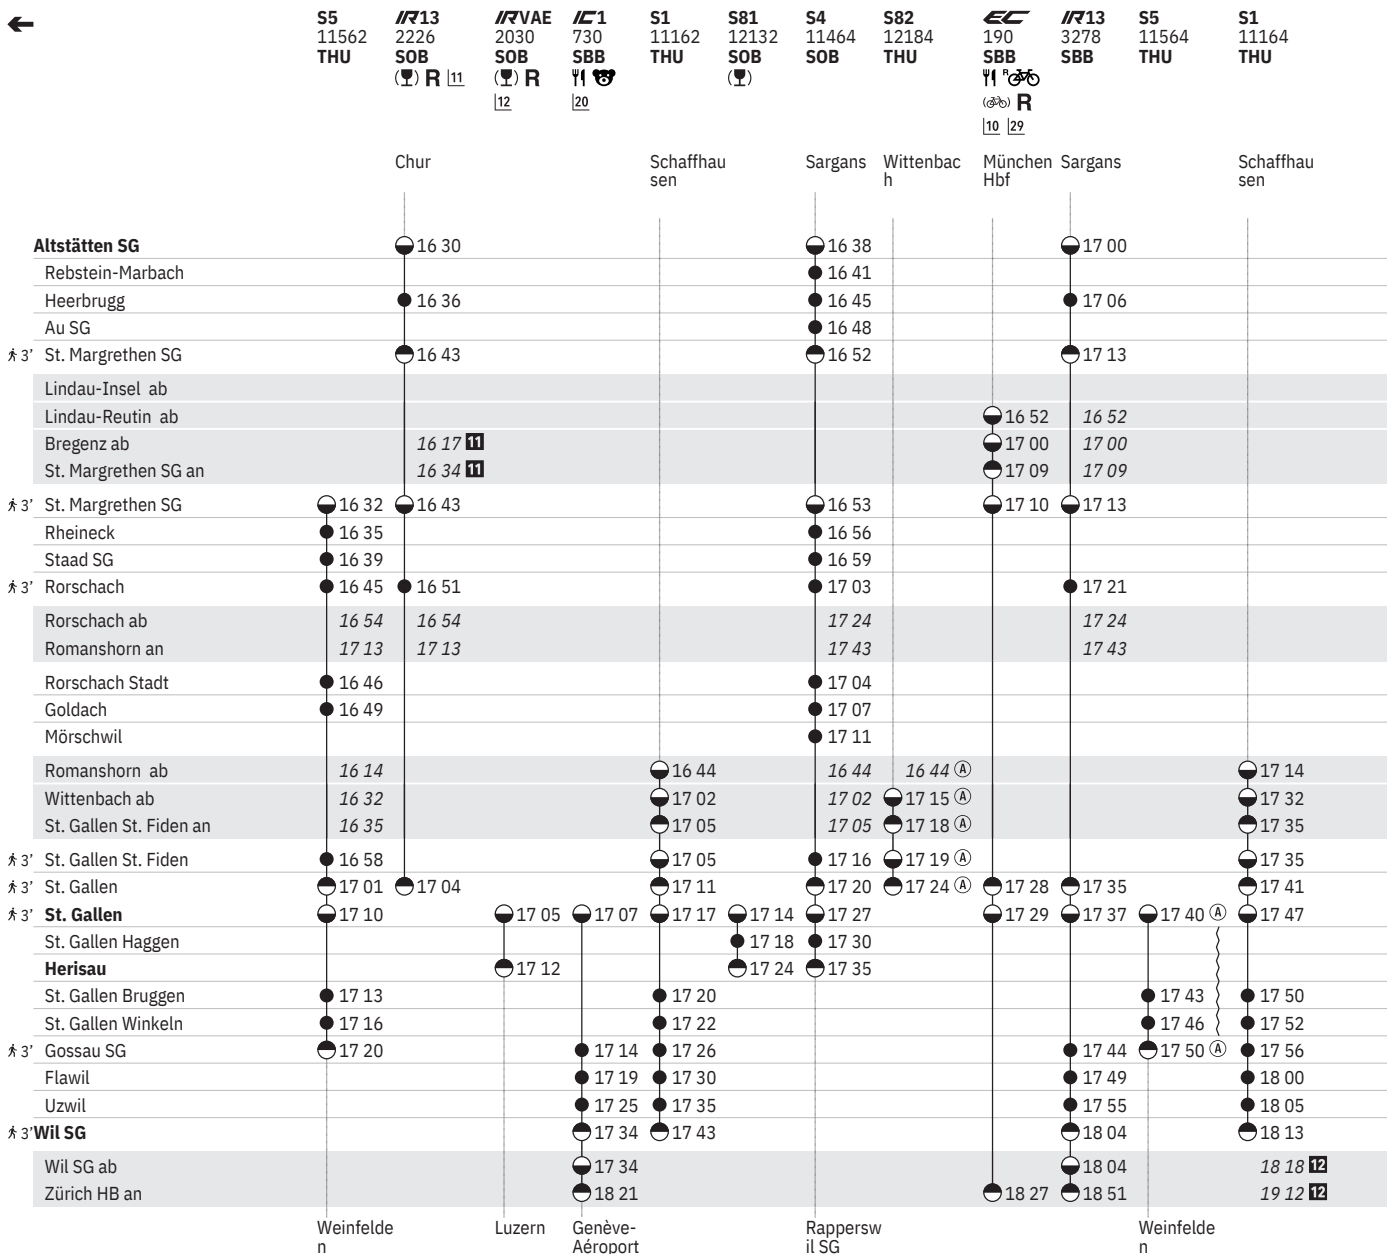 S5 IR13 IRVAE IC1 S1 S81 S4 S82 EC IR13 S5 S1
11562 2226 2030 730 11162 12132 11464 12184 190 3278 11564 11164
THU SOB SOB SBB THU SOB SOB THU SBB SBB THU THU
R 11 R R
12 20 R
10 29
Chur Schaffhau Sargans Wittenbac München Sargans Schaffhau
sen h Hbf sen
Altstätten SG 16 30 16 38 17 00
Rebstein-Marbach 16 41
Heerbrugg 16 36 16 45 17 06
Au SG 16 48
3' St. Margrethen SG 16 43 16 52 17 13
Lindau-Insel ab
Lindau-Reutin ab 16 52 16 52
Bregenz ab 16 17 11 17 00 17 00
St. Margrethen SG an 16 34 11 17 09 17 09
3' St. Margrethen SG 16 32 16 43 16 53 17 10 17 13
Rheineck 16 35 16 56
Staad SG 16 39 16 59
3' Rorschach 16 45 16 51 17 03 17 21
Rorschach ab 16 54 16 54 17 24 17 24
Romanshorn an 17 13 17 13 17 43 17 43
Rorschach Stadt 16 46 17 04
Goldach 16 49 17 07
Mörschwil 17 11
Romanshorn ab 16 14 16 44 16 44 16 44 Ⓐ 17 14
Wittenbach ab 16 32 17 02 17 02 17 15 Ⓐ 17 32
St. Gallen St. Fiden an 16 35 17 05 17 05 17 18 Ⓐ 17 35
3' St. Gallen St. Fiden 16 58 17 05 17 16 17 19 Ⓐ 17 35
3' St. Gallen 17 01 17 04 17 11 17 20 17 24 Ⓐ 17 28 17 35 17 41
3' St. Gallen 17 10 17 05 17 07 17 17 17 14 17 27 17 29 17 37 17 40 Ⓐ 17 47
St. Gallen Haggen 17 18 17 30
Herisau 17 12 17 24 17 35
St. Gallen Bruggen 17 13 17 20 17 43 17 50
St. Gallen Winkeln 17 16 17 22 17 46 17 52
3' Gossau SG 17 20 17 14 17 26 17 44 17 50 Ⓐ 17 56
Flawil 17 19 17 30 17 49 18 00
Uzwil 17 25 17 35 17 55 18 05
3' Wil SG 17 34 17 43 18 04 18 13
Wil SG ab 17 34 18 04 18 18 12
Zürich HB an 18 21 18 27 18 51 19 12 12
Weinfelde Luzern Genève- Rappersw Weinfelde
n Aéroport il SG n